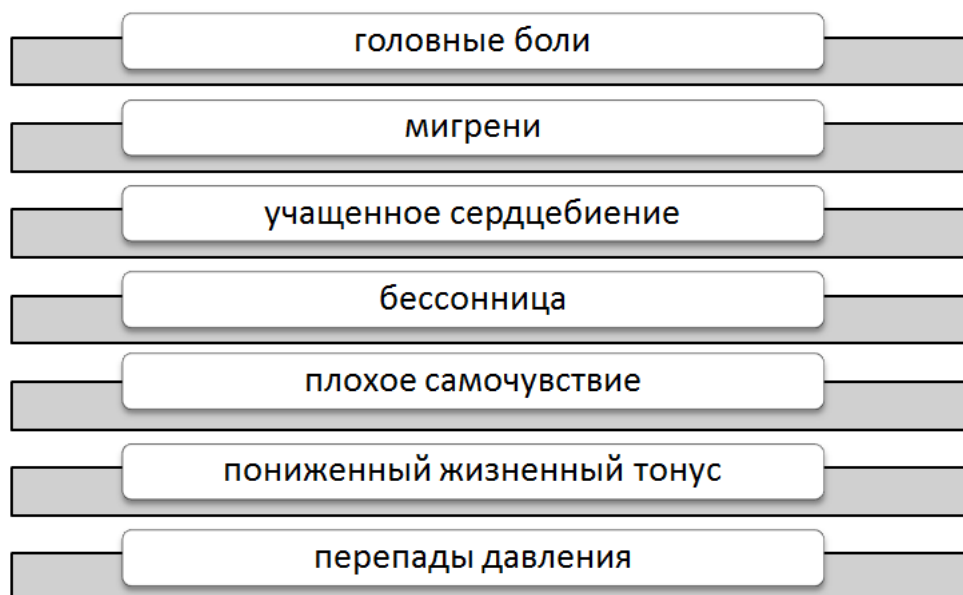 головные боли
мигрени
учащенное сердцебиение
бессонница
плохое самочувствие
пониженный жизненный тонус
перепады давления